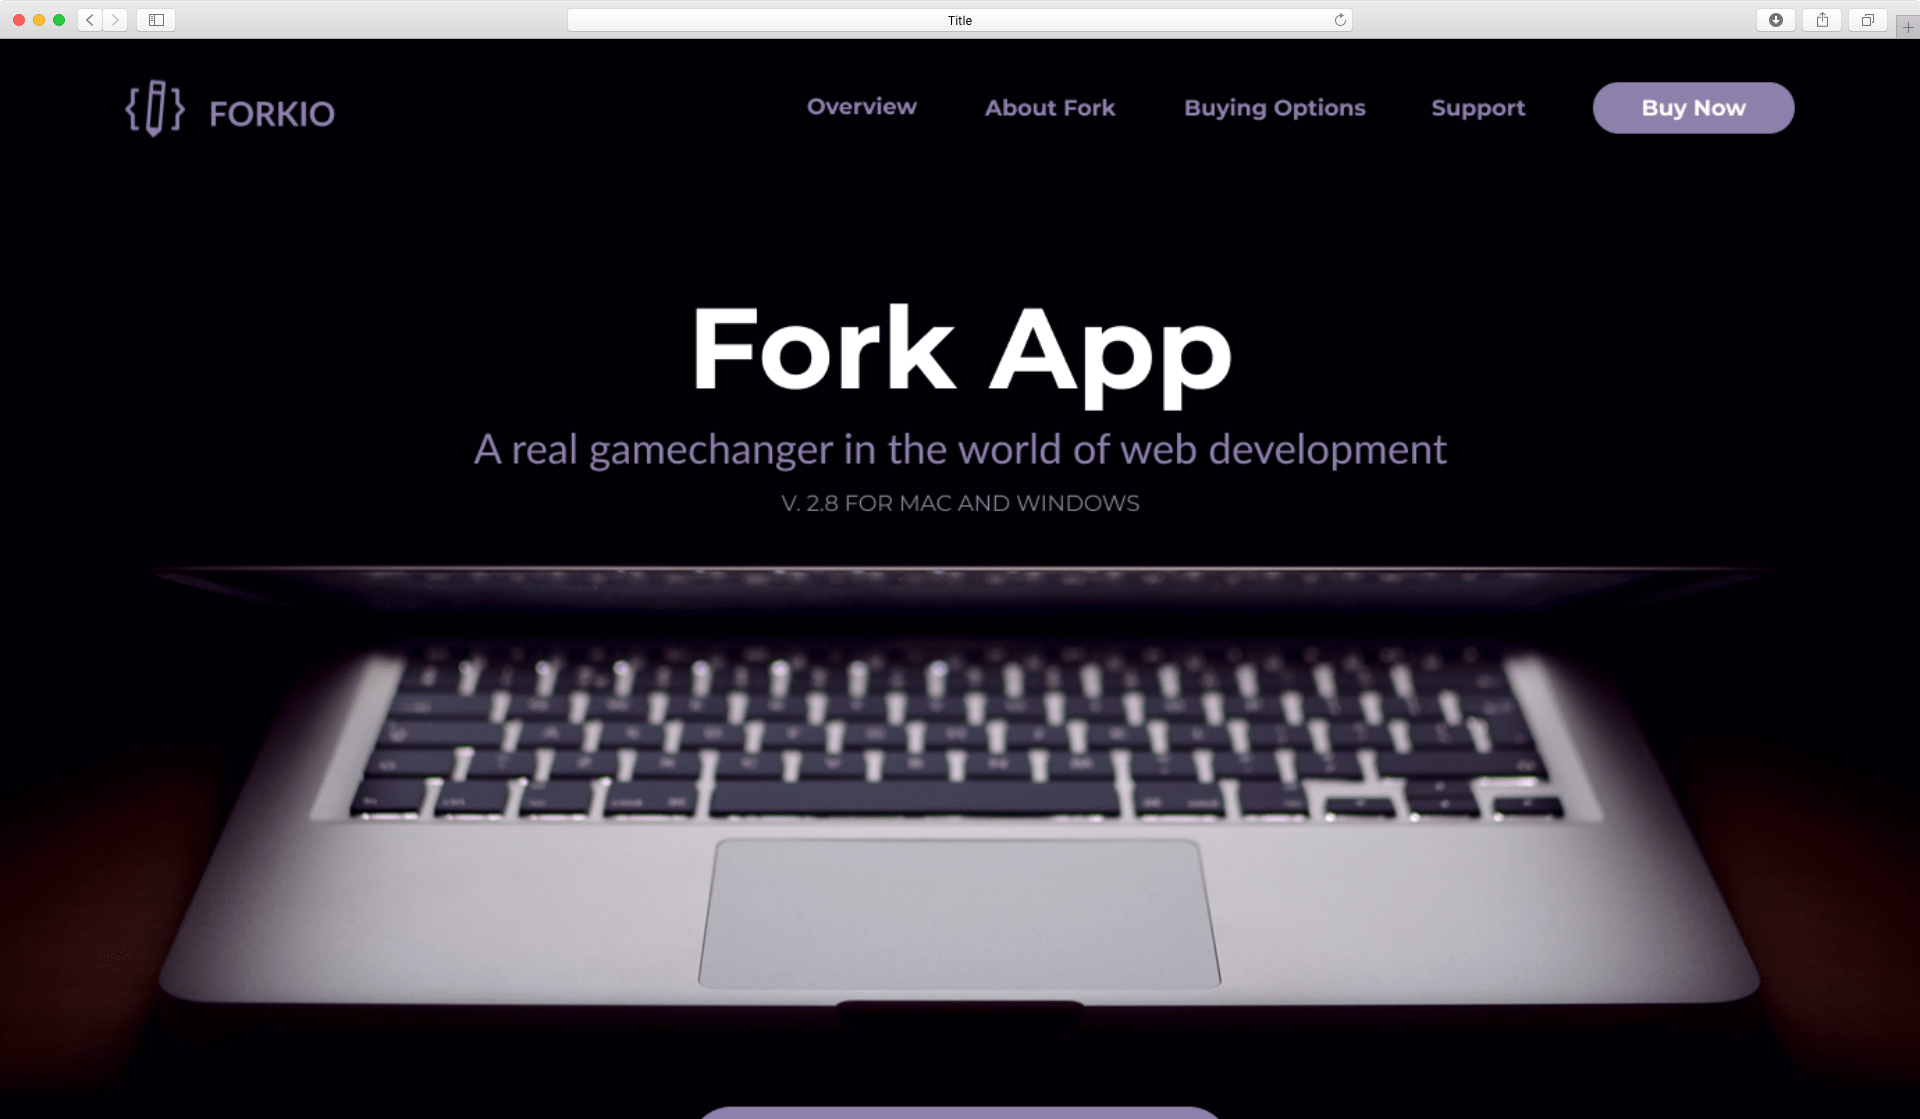 Title
FORKIO
Overview
About Fork
Buying Options
Support
Buy Now
Fork App
A real gamechanger in the world of web development
V. 2.8 FOR MAC AND WINDOWS